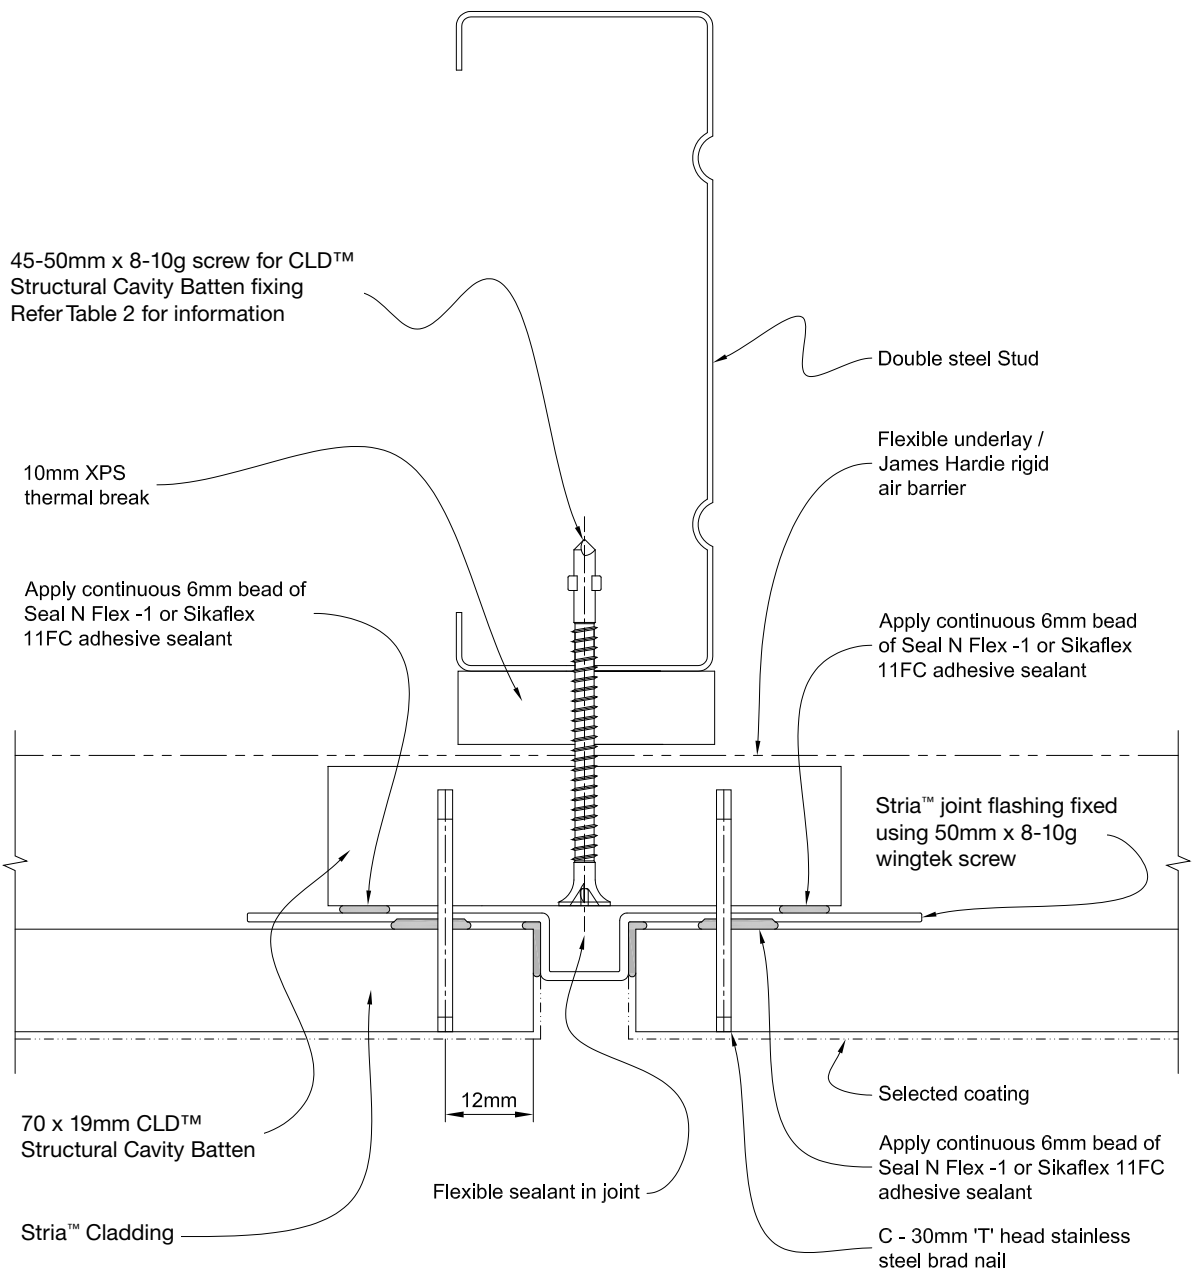 45-50mm x 8-10g screw for CLD™
Structural Cavity Batten fixing
Refer Table 2 for information
Double steel Stud
Flexible underlay /
James Hardie rigid
air barrier
10mm XPS
thermal break
Apply continuous 6mm bead of
Seal N Flex -1 or Sikaflex
11FC adhesive sealant
Apply continuous 6mm bead
of Seal N Flex -1 or Sikaflex
11FC adhesive sealant
Stria™ joint flashing fixed
using 50mm x 8-10g
wingtek screw
12mm
Selected coating
70 x 19mm CLD™
Structural Cavity Batten
Apply continuous 6mm bead of
Seal N Flex -1 or Sikaflex 11FC
adhesive sealant
Flexible sealant in joint
Stria™ Cladding
C - 30mm 'T' head stainless
steel brad nail